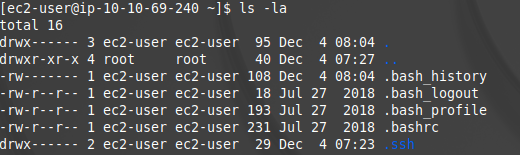 [ec2-user@ip-10-10-69-240 ~]$ ls -la
total 16
drwx------ 3 ec2-user ec2-user  95 Dec  4 08:04 .
drwxr-xr-x 4 root     root      40 Dec  4 07:27 ..
-rw------- 1 ec2-user ec2-user 108 Dec  4 08:04 .bash_history
-rw-r--r-- 1 ec2-user ec2-user  18 Jul 27  2018 .bash_logout
-rw-r--r-- 1 ec2-user ec2-user 193 Jul 27  2018 .bash_profile
-rw-r--r-- 1 ec2-user ec2-user 231 Jul 27  2018 .bashrc
drwx------ 2 ec2-user ec2-user  29 Dec  4 07:23 .ssh